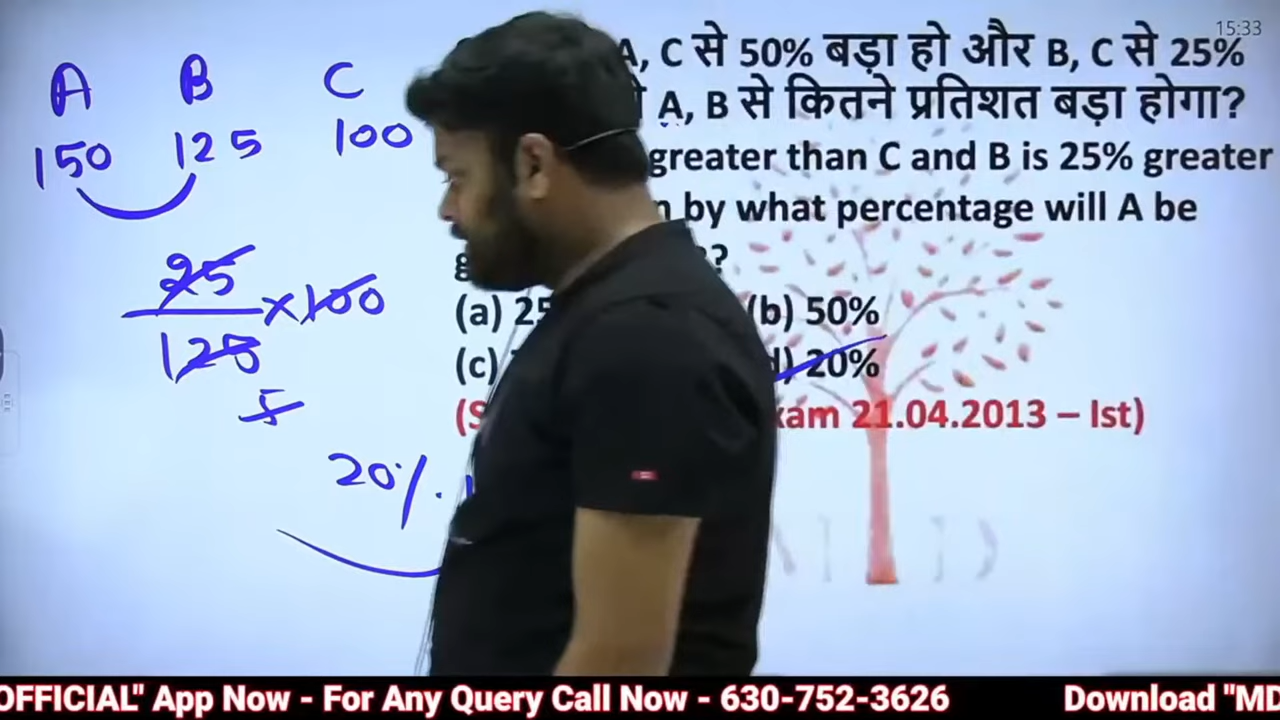 15:33
A, C से 50% बड़ा हो और B, C से 25%
A, B से कितने प्रतिशत बड़ा होगा?
greater than C and B is 25% greater
by what percentage will A be
?
(a) 25
(b) 50%
(c)
d) 20%
21.04.2013 – Ist)
A B C
150 125 100
25
× 100
125
5
20%.
OFFICIAL" App Now - For Any Query Call Now - 630-752-3626
Download "MD